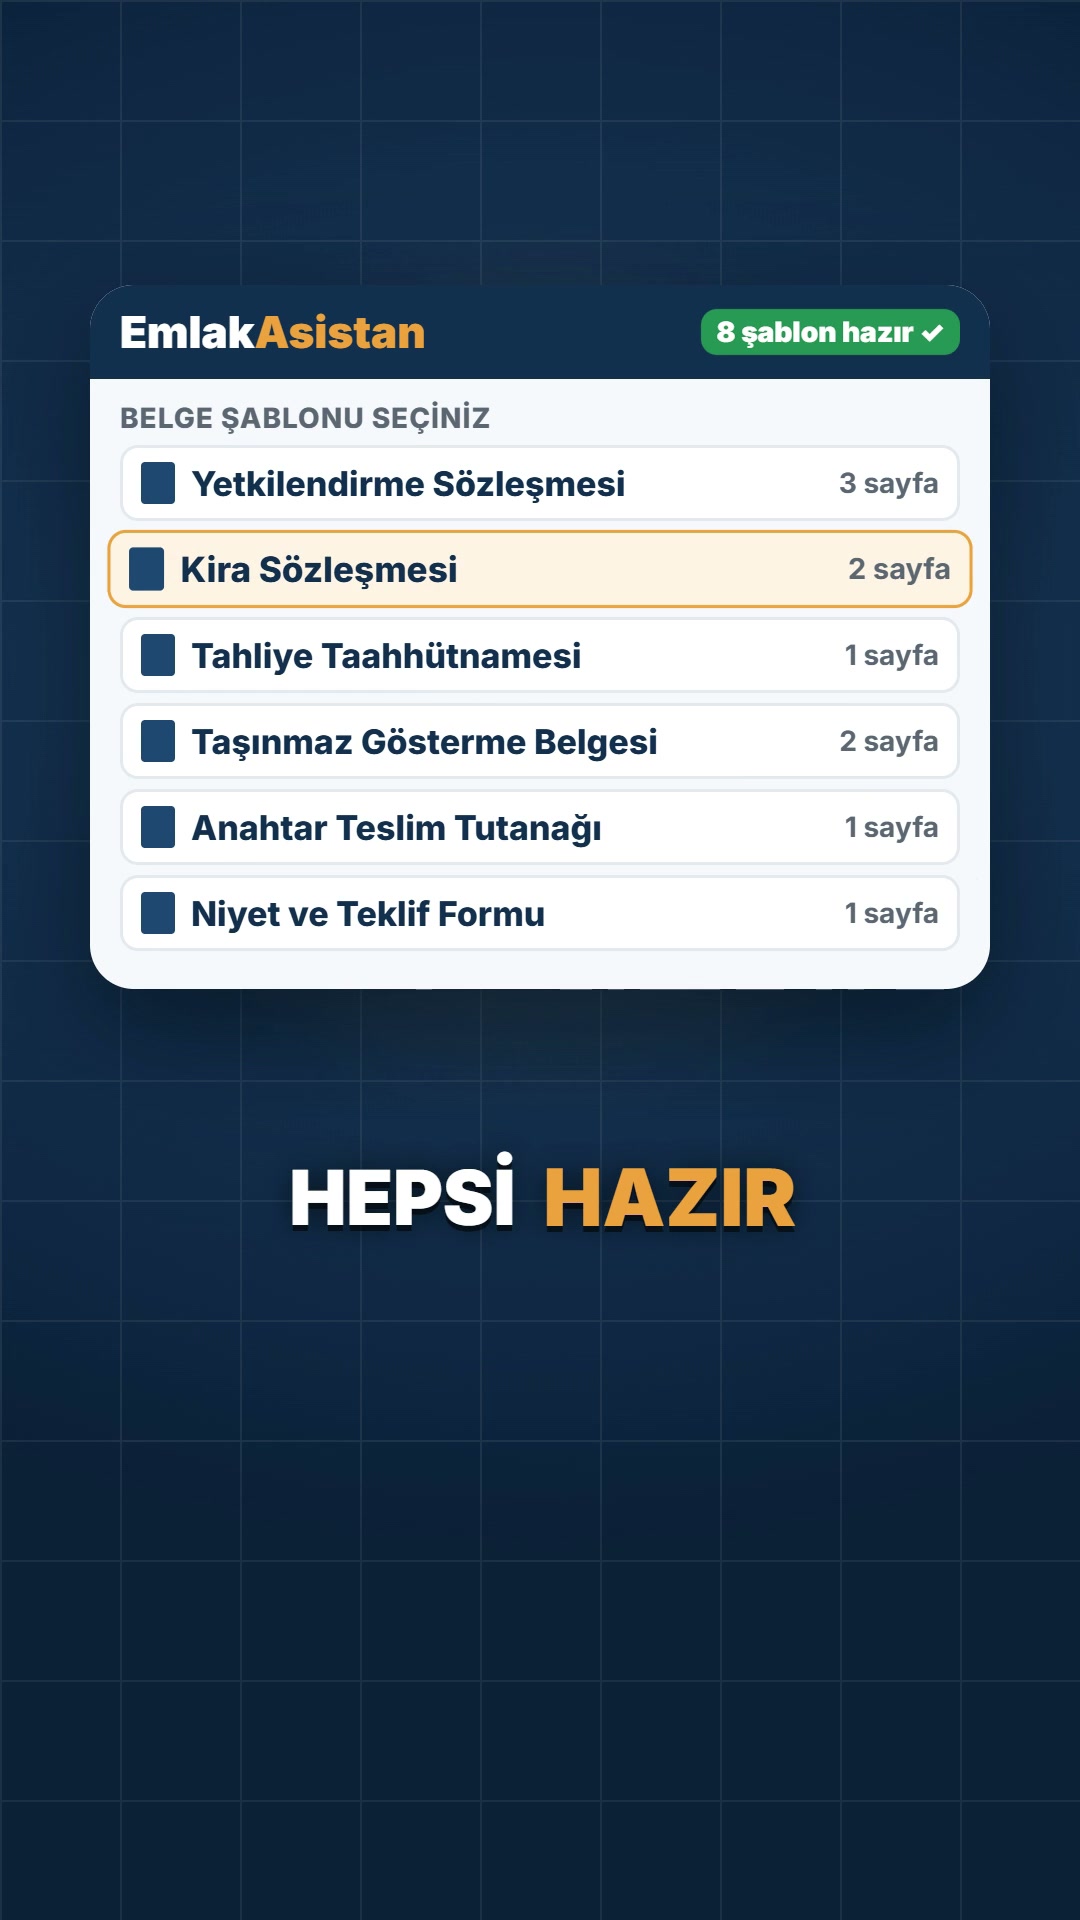 EmlakAsistan
8 şablon hazır ✓
BELGE ŞABLONU SEÇİNİZ
Yetkilendirme Sözleşmesi 3 sayfa
Kira Sözleşmesi 2 sayfa
Tahliye Taahhütnamesi 1 sayfa
Taşınmaz Gösterme Belgesi 2 sayfa
Anahtar Teslim Tutanağı 1 sayfa
Niyet ve Teklif Formu 1 sayfa
HEPSİ HAZIR